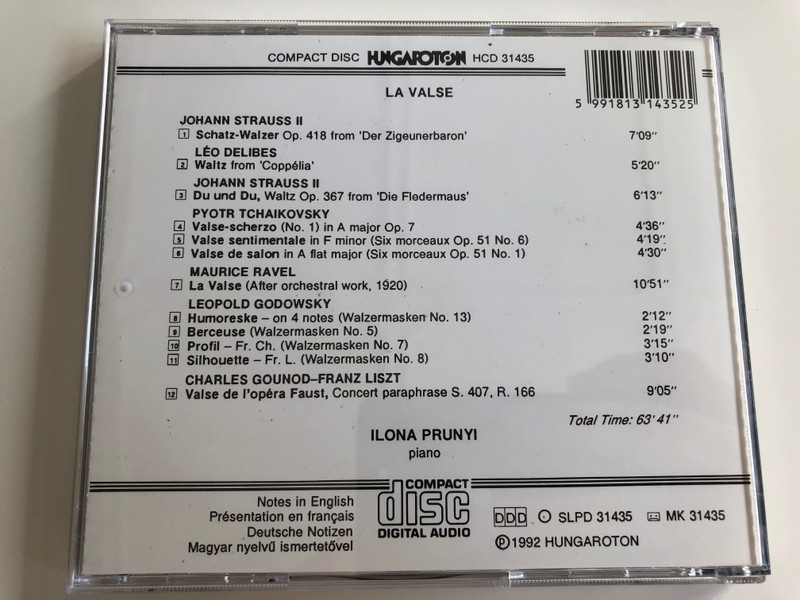 COMPACT DISC HUNGAROTON HCD 31435
5 991813 143525
LA VALSE
JOHANN STRAUSS II
1 Schatz-Walzer Op. 418 from 'Der Zigeunerbaron' 7'09''
LÉO DELIBES
2 Waltz from 'Coppélia' 5'20''
JOHANN STRAUSS II
3 Du und Du, Waltz Op. 367 from 'Die Fledermaus' 6'13''
PYOTR TCHAIKOVSKY
4 Valse-scherzo (No. 1) in A major Op. 7 4'36''
5 Valse sentimentale in F minor (Six morceaux Op. 51 No. 6) 4'19''
6 Valse de salon in A flat major (Six morceaux Op. 51 No. 1) 4'30''
MAURICE RAVEL
7 La Valse (After orchestral work, 1920) 10'51''
LEOPOLD GODOWSKY
8 Humoreske – on 4 notes (Walzermasken No. 13) 2'12''
9 Berceuse (Walzermasken No. 5) 2'19''
10 Profil – Fr. Ch. (Walzermasken No. 7) 3'15''
11 Silhouette – Fr. L. (Walzermasken No. 8) 3'10''
CHARLES GOUNOD–FRANZ LISZT
12 Valse de l'opéra Faust, Concert paraphrase S. 407, R. 166 9'05''
Total Time: 63'41''
ILONA PRUNYI
piano
Notes in English
Présentation en français
Deutsche Notizen
Magyar nyelvű ismertetővel
COMPACT
disc
DIGITAL AUDIO
DDD SLPD 31435 MK 31435
℗1992 HUNGAROTON